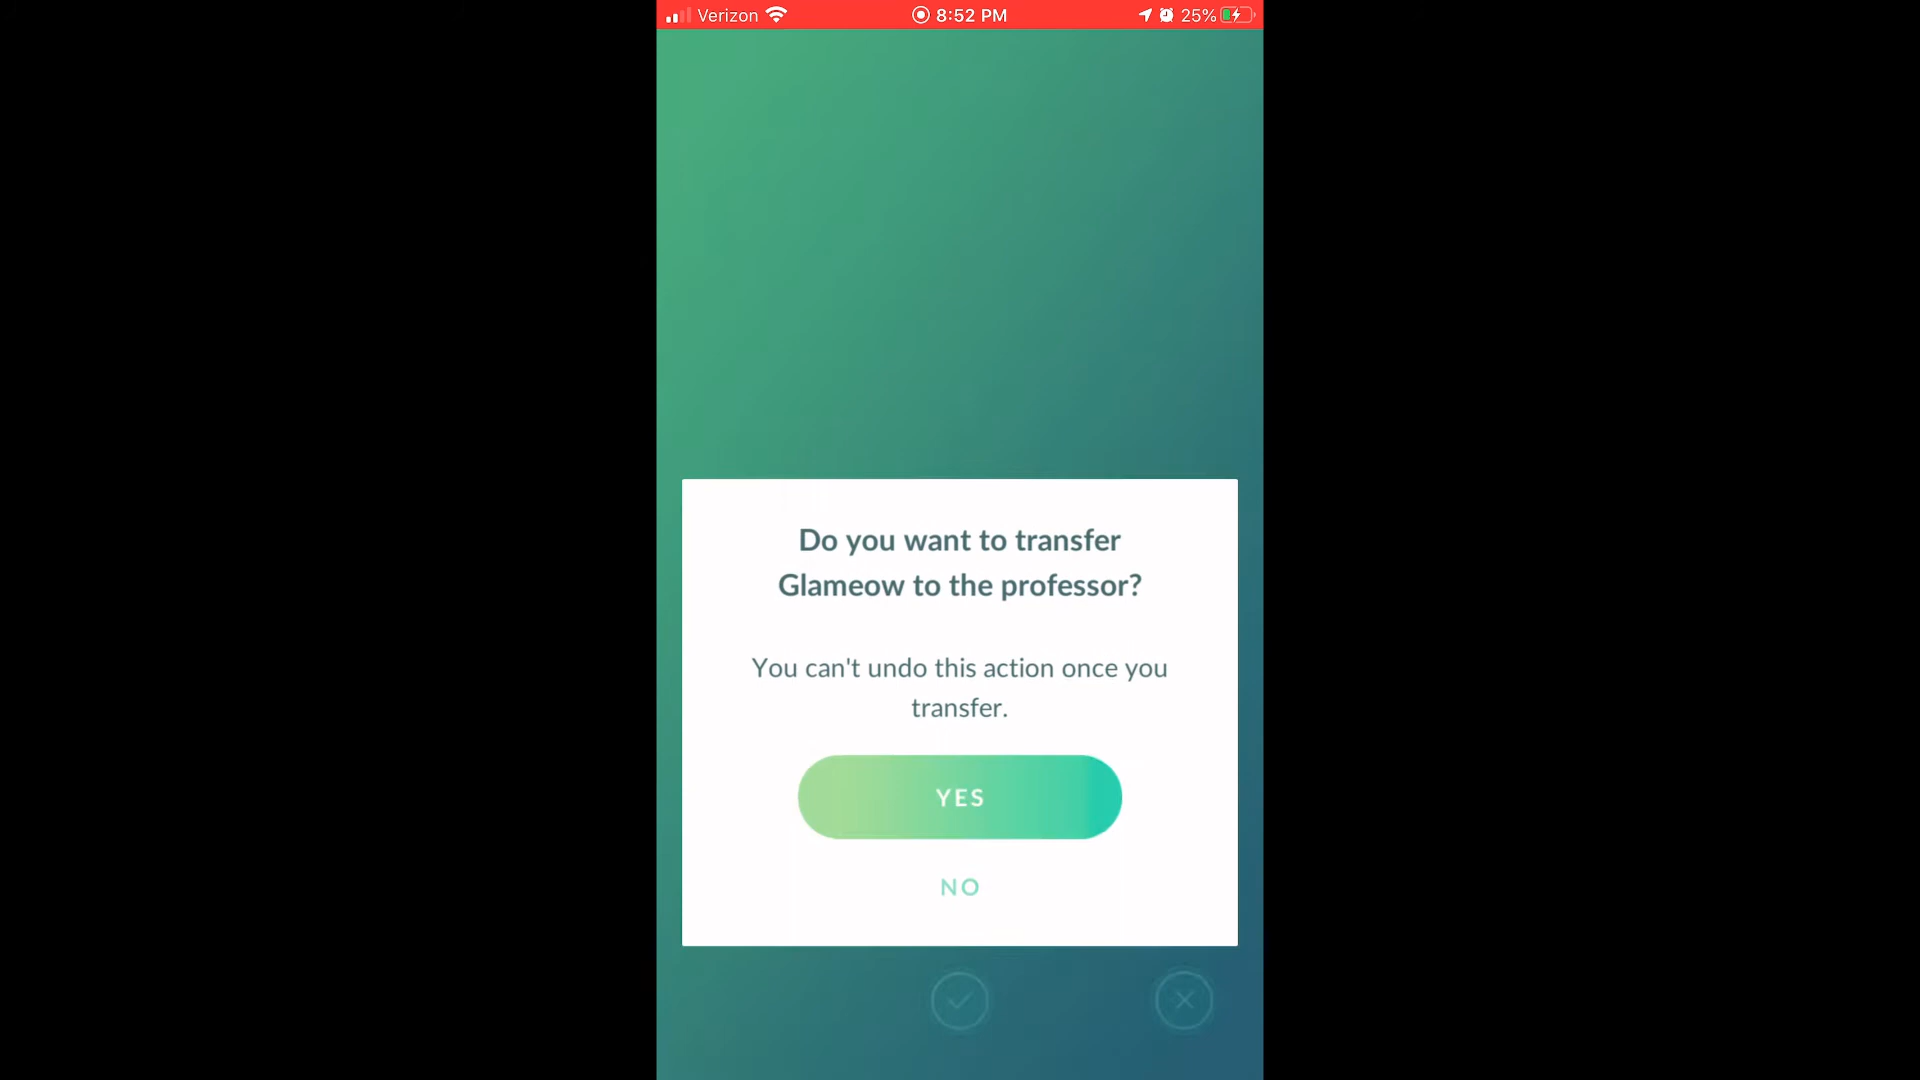 Verizon 8:52 PM 25%
Do you want to transfer
Glameow to the professor?
You can't undo this action once you
transfer.
YES
NO